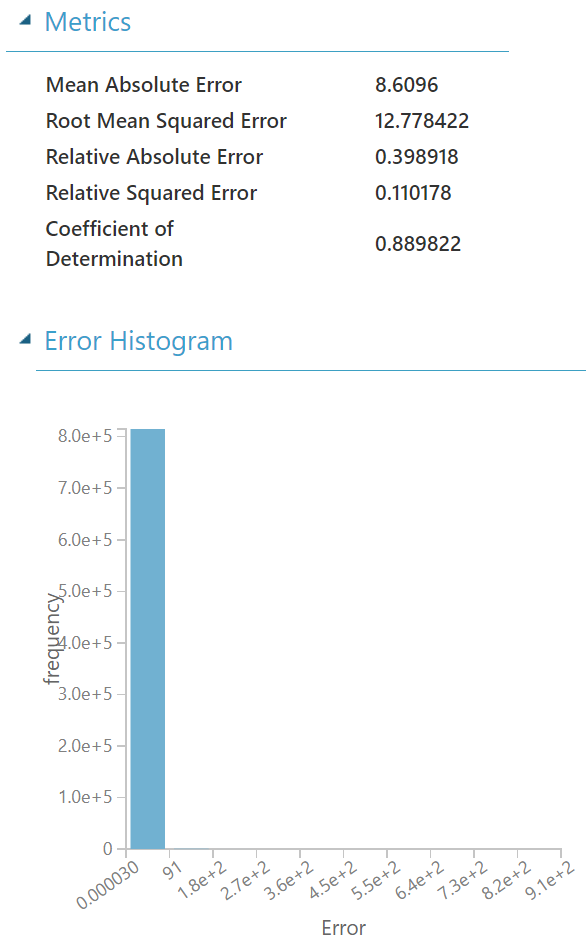 Metrics
Mean Absolute Error 8.6096
Root Mean Squared Error 12.778422
Relative Absolute Error 0.398918
Relative Squared Error 0.110178
Coefficient of
Determination 0.889822
Error Histogram
8.0e+5
7.0e+5
6.0e+5
5.0e+5
4.0e+5
3.0e+5
2.0e+5
1.0e+5
0
frequency
0.000030 91 1.8e+2 2.7e+2 3.6e+2 4.5e+2 5.5e+2 6.4e+2 7.3e+2 8.2e+2 9.1e+2
Error